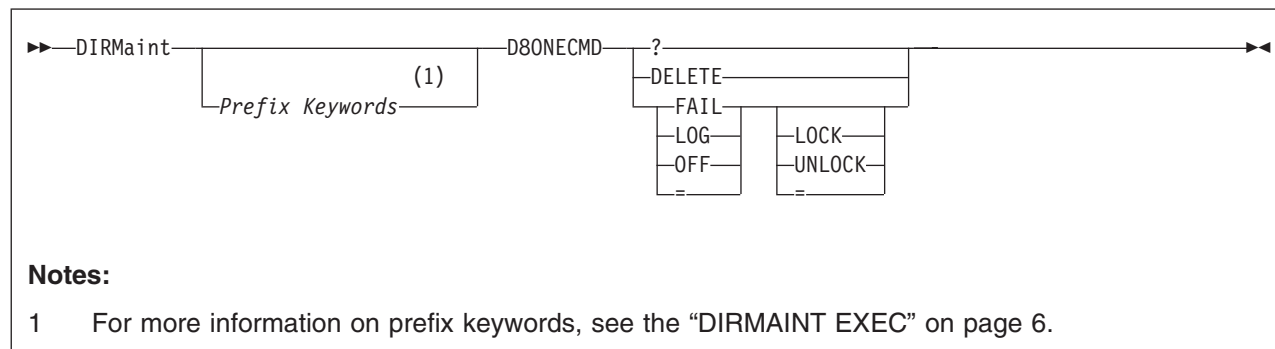 DIRMaint D8ONECMD ?
(1) DELETE
Prefix Keywords FAIL
LOG LOCK
OFF UNLOCK
= =
Notes:
1 For more information on prefix keywords, see the “DIRMAINT EXEC” on page 6.